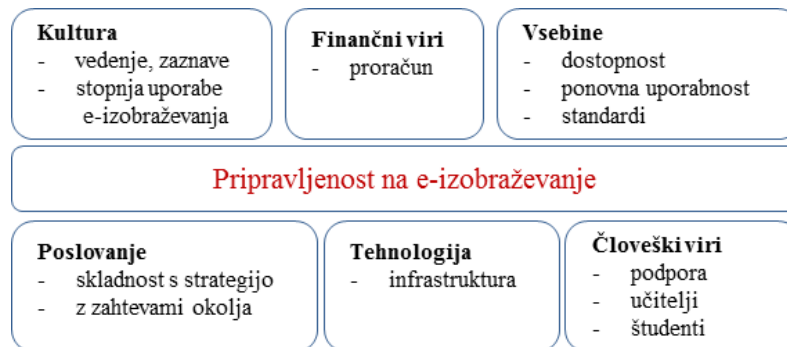 Kultura
- vedenje, zaznave
- stopnja uporabe
e-izobraževanja
Finančni viri
- proračun
Vsebine
- dostopnost
- ponovna uporabnost
- standardi
Pripravljenost na e-izobraževanje
Poslovanje
- skladnost s strategijo
- z zahtevami okolja
Tehnologija
- infrastruktura
Človeški viri
- podpora
- učitelji
- študenti